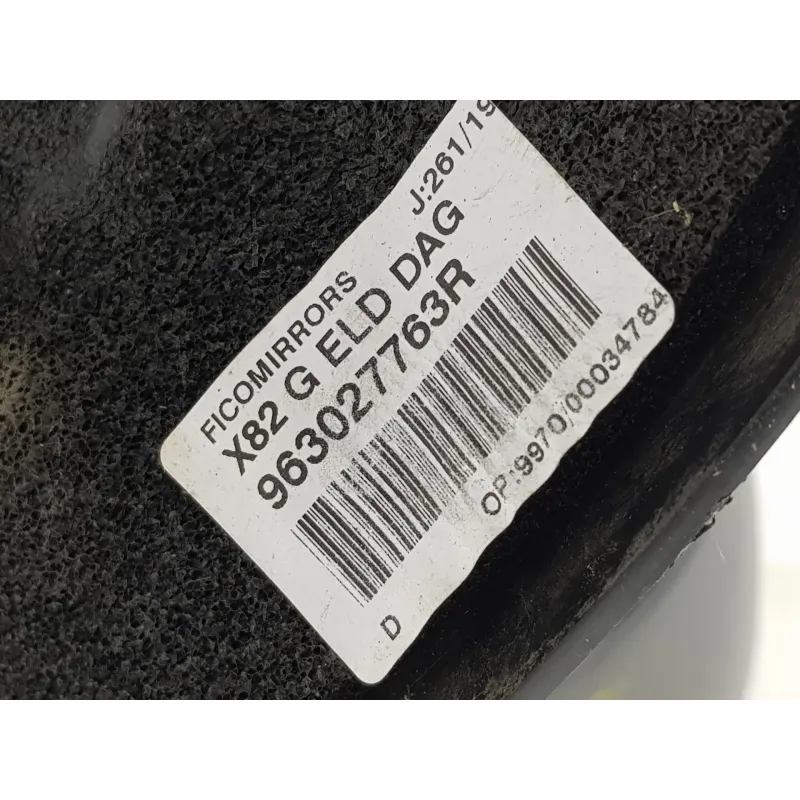 FICOMIRRORS J:261/19
X82 G ELD DAG
963027763R
D OP:9970/00034784